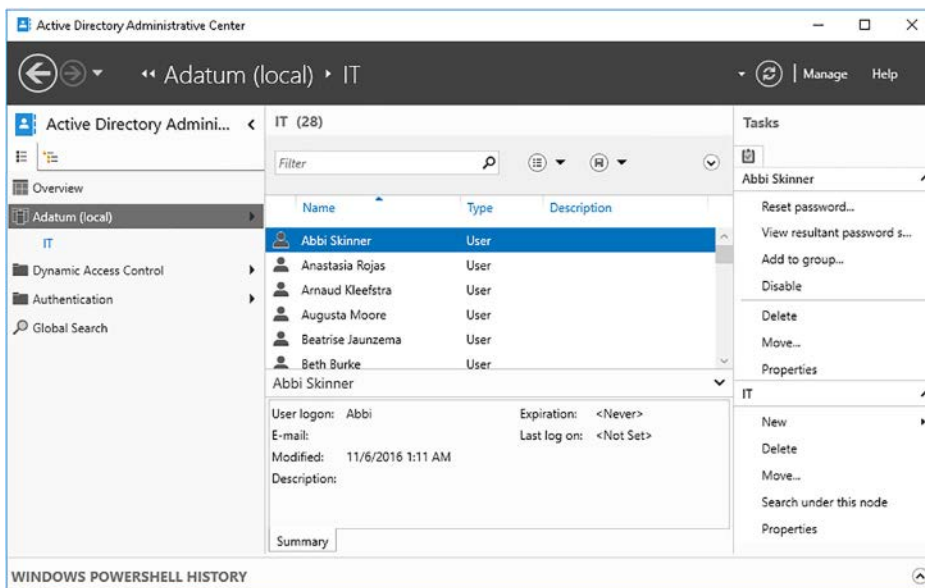 Active Directory Administrative Center
Adatum (local) IT
Manage Help
Active Directory Admini...
Overview
Adatum (local)
IT
Dynamic Access Control
Authentication
Global Search
IT (28)
Filter
Name Type Description
Abbi Skinner User
Anastasia Rojas User
Arnaud Kleefstra User
Augusta Moore User
Beatrise Jaunzema User
Beth Burke User
Abbi Skinner
User logon: Abbi Expiration: <Never>
E-mail: Last log on: <Not Set>
Modified: 11/6/2016 1:11 AM
Description:
Summary
Tasks
Abbi Skinner
Reset password...
View resultant password s...
Add to group...
Disable
Delete
Move...
Properties
IT
New
Delete
Move...
Search under this node
Properties
WINDOWS POWERSHELL HISTORY